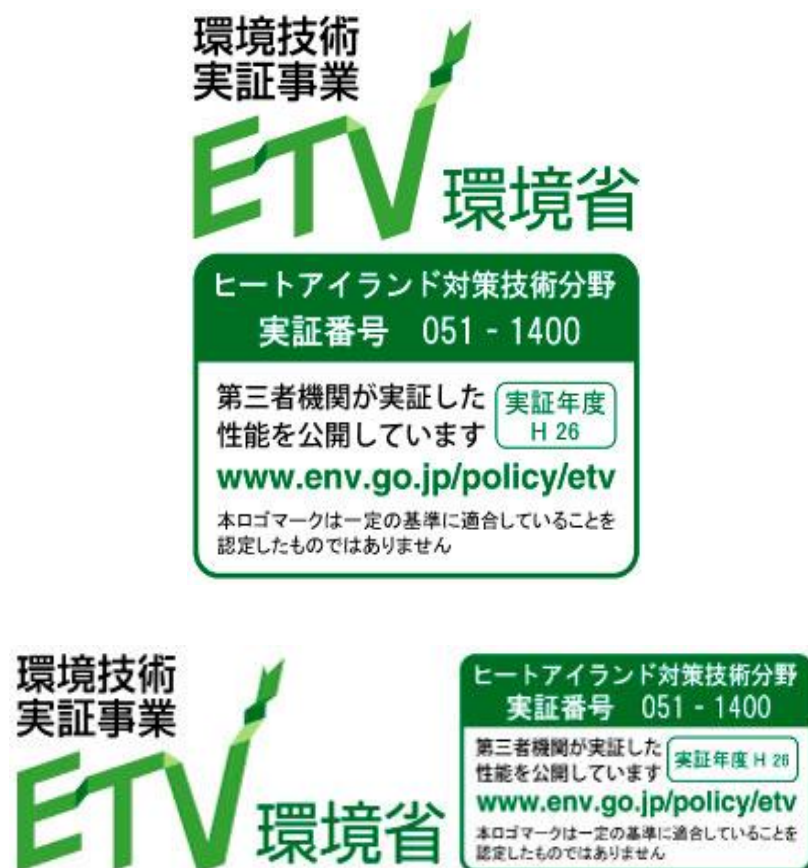 環境技術
実証事業
ETV 環境省
ヒートアイランド対策技術分野
実証番号 051 - 1400
第三者機関が実証した
性能を公開しています
実証年度
H 26
www.env.go.jp/policy/etv
本ロゴマークは一定の基準に適合していることを
認定したものではありません
環境技術
実証事業
ETV 環境省
ヒートアイランド対策技術分野
実証番号 051 - 1400
第三者機関が実証した
性能を公開しています
実証年度 H 26
www.env.go.jp/policy/etv
本ロゴマークは一定の基準に適合していることを
認定したものではありません